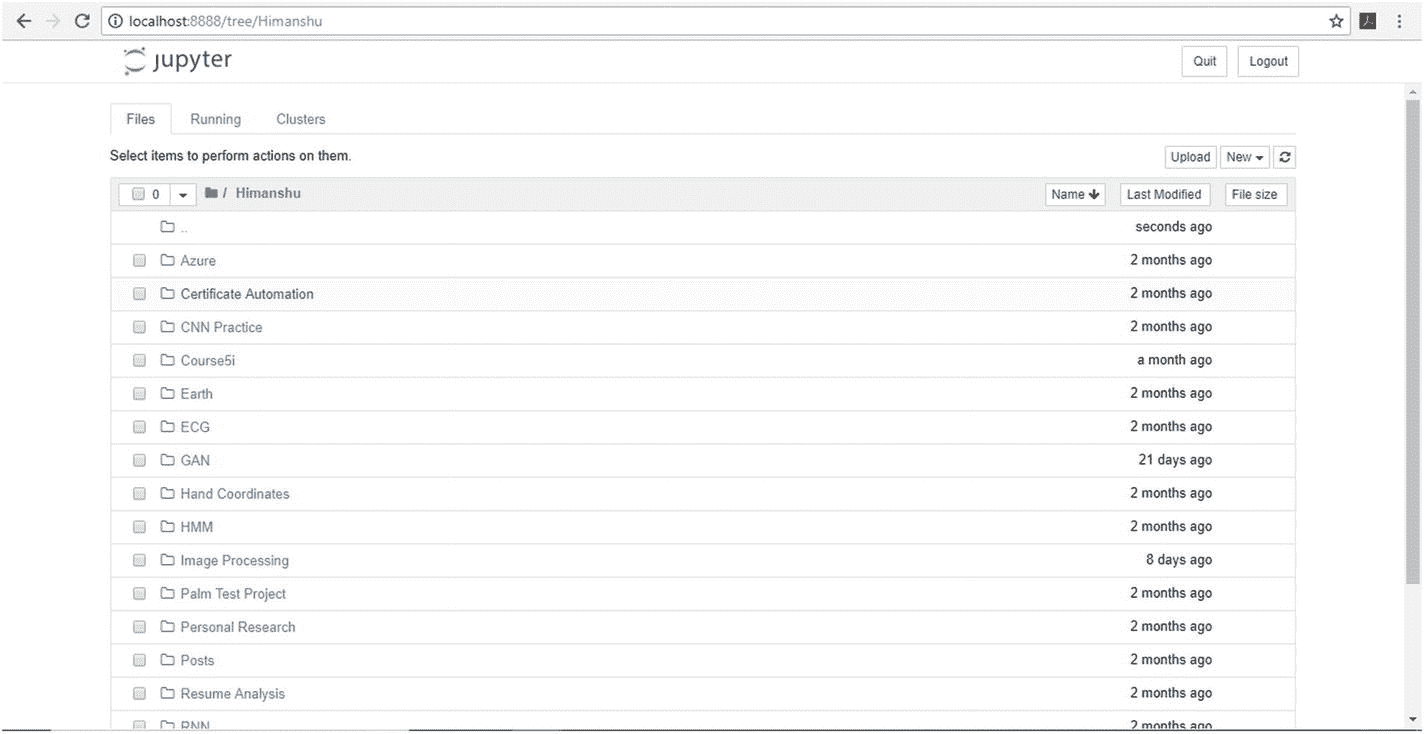 localhost:8888/tree/Himanshu
jupyter
Quit Logout
Files Running Clusters
Select items to perform actions on them.
Upload New
0 / Himanshu Name Last Modified File size
.. seconds ago
Azure 2 months ago
Certificate Automation 2 months ago
CNN Practice 2 months ago
Course5i a month ago
Earth 2 months ago
ECG 2 months ago
GAN 21 days ago
Hand Coordinates 2 months ago
HMM 2 months ago
Image Processing 8 days ago
Palm Test Project 2 months ago
Personal Research 2 months ago
Posts 2 months ago
Resume Analysis 2 months ago
RNN 2 months ago